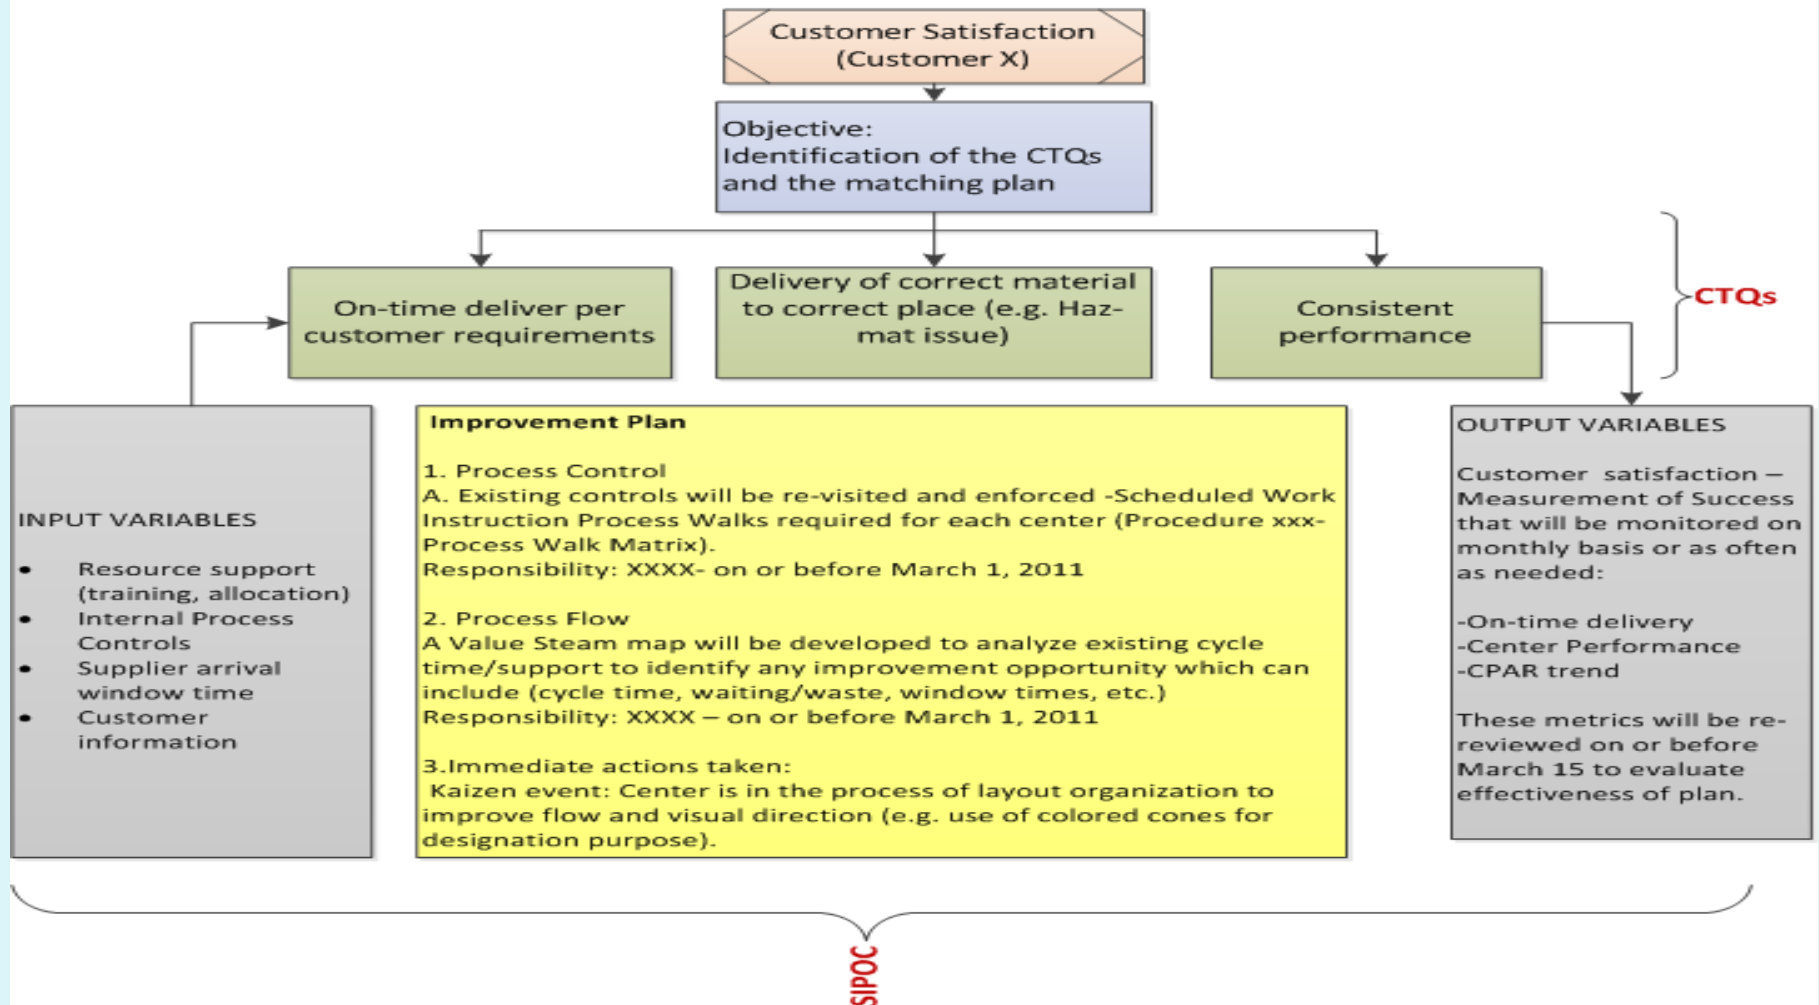 Customer Satisfaction
(Customer X)
Objective:
Identification of the CTQs
and the matching plan
On-time deliver per
customer requirements
Delivery of correct material
to correct place (e.g. Haz-
mat issue)
Consistent
performance
CTQs
INPUT VARIABLES
• Resource support
(training, allocation)
• Internal Process
Controls
• Supplier arrival
window time
• Customer
information
Improvement Plan
1. Process Control
A. Existing controls will be re-visited and enforced -Scheduled Work
Instruction Process Walks required for each center (Procedure xxx-
Process Walk Matrix).
Responsibility: XXXX- on or before March 1, 2011
2. Process Flow
A Value Steam map will be developed to analyze existing cycle
time/support to identify any improvement opportunity which can
include (cycle time, waiting/waste, window times, etc.)
Responsibility: XXXX – on or before March 1, 2011
3.Immediate actions taken:
Kaizen event: Center is in the process of layout organization to
improve flow and visual direction (e.g. use of colored cones for
designation purpose).
OUTPUT VARIABLES
Customer satisfaction –
Measurement of Success
that will be monitored on
monthly basis or as often
as needed:
-On-time delivery
-Center Performance
-CPAR trend
These metrics will be re-
reviewed on or before
March 15 to evaluate
effectiveness of plan.
SIPOC